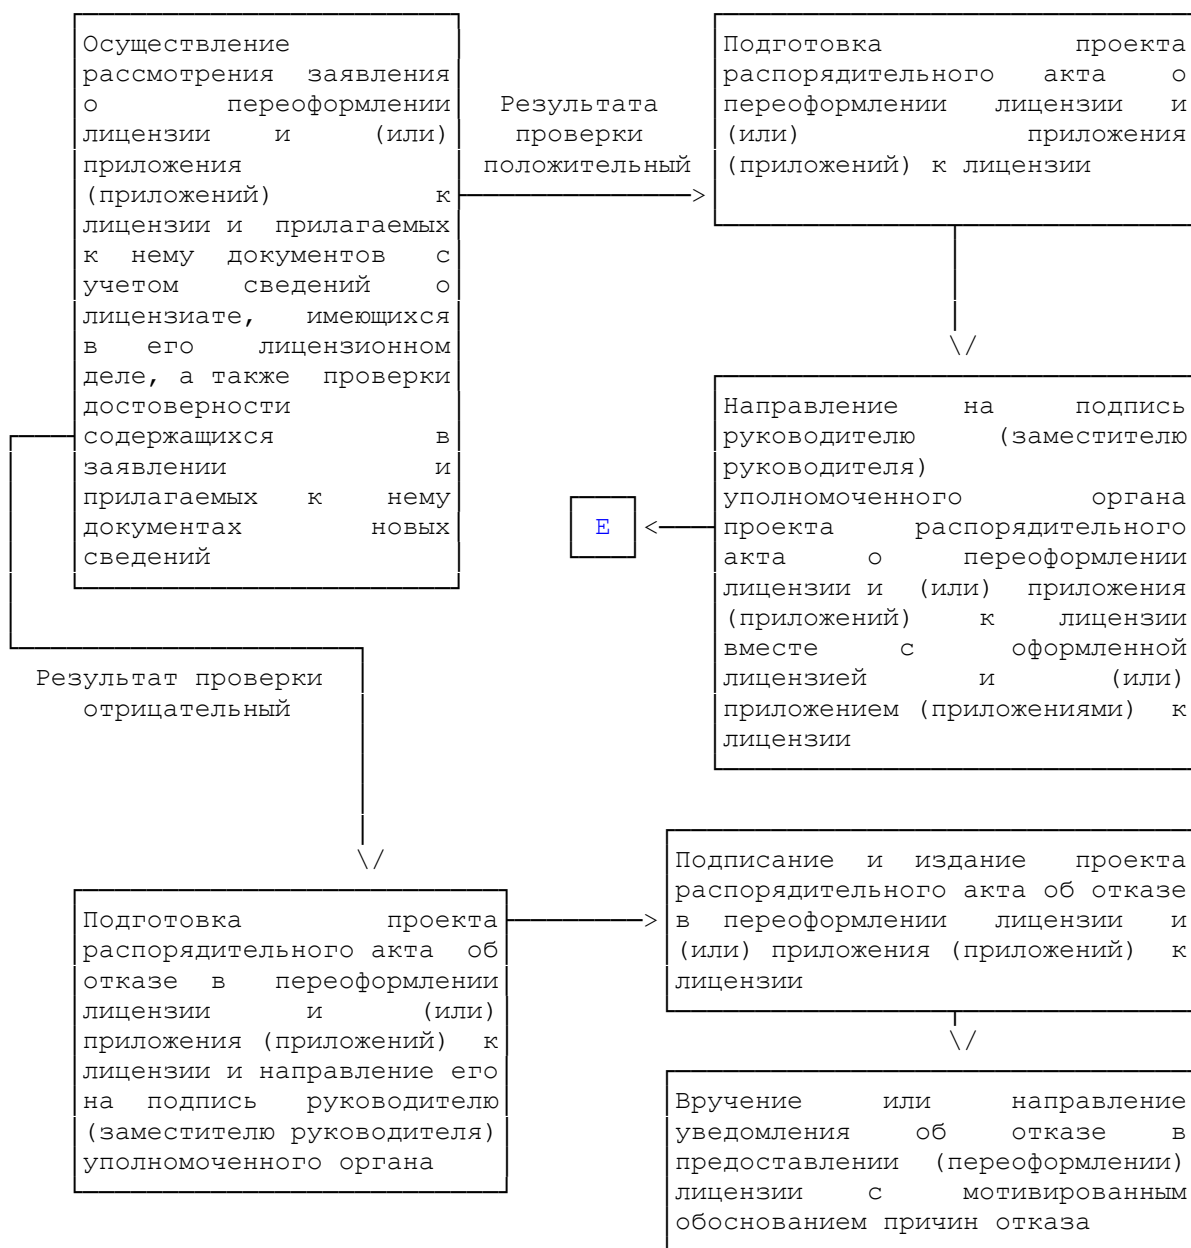 Осуществление
рассмотрения заявления
о переоформлении
лицензии и (или)
приложения
(приложений) к
лицензии и прилагаемых
к нему документов с
учетом сведений о
лицензиате, имеющихся
в его лицензионном
деле, а также проверки
достоверности
содержащихся в
заявлении и
прилагаемых к нему
документах новых
сведений
Результата
проверки
положительный
Подготовка проекта
распорядительного акта о
переоформлении лицензии и
(или) приложения
(приложений) к лицензии
Направление на подпись
руководителю (заместителю
руководителя)
уполномоченного органа
проекта распорядительного
акта о переоформлении
лицензии и (или) приложения
(приложений) к лицензии
вместе с оформленной
лицензией и (или)
приложением (приложениями) к
лицензии
Е
Результат проверки
отрицательный
Подготовка проекта
распорядительного акта об
отказе в переоформлении
лицензии и (или)
приложения (приложений) к
лицензии и направление его
на подпись руководителю
(заместителю руководителя)
уполномоченного органа
Подписание и издание проекта
распорядительного акта об отказе
в переоформлении лицензии и
(или) приложения (приложений) к
лицензии
Вручение или направление
уведомления об отказе в
предоставлении (переоформлении)
лицензии с мотивированным
обоснованием причин отказа